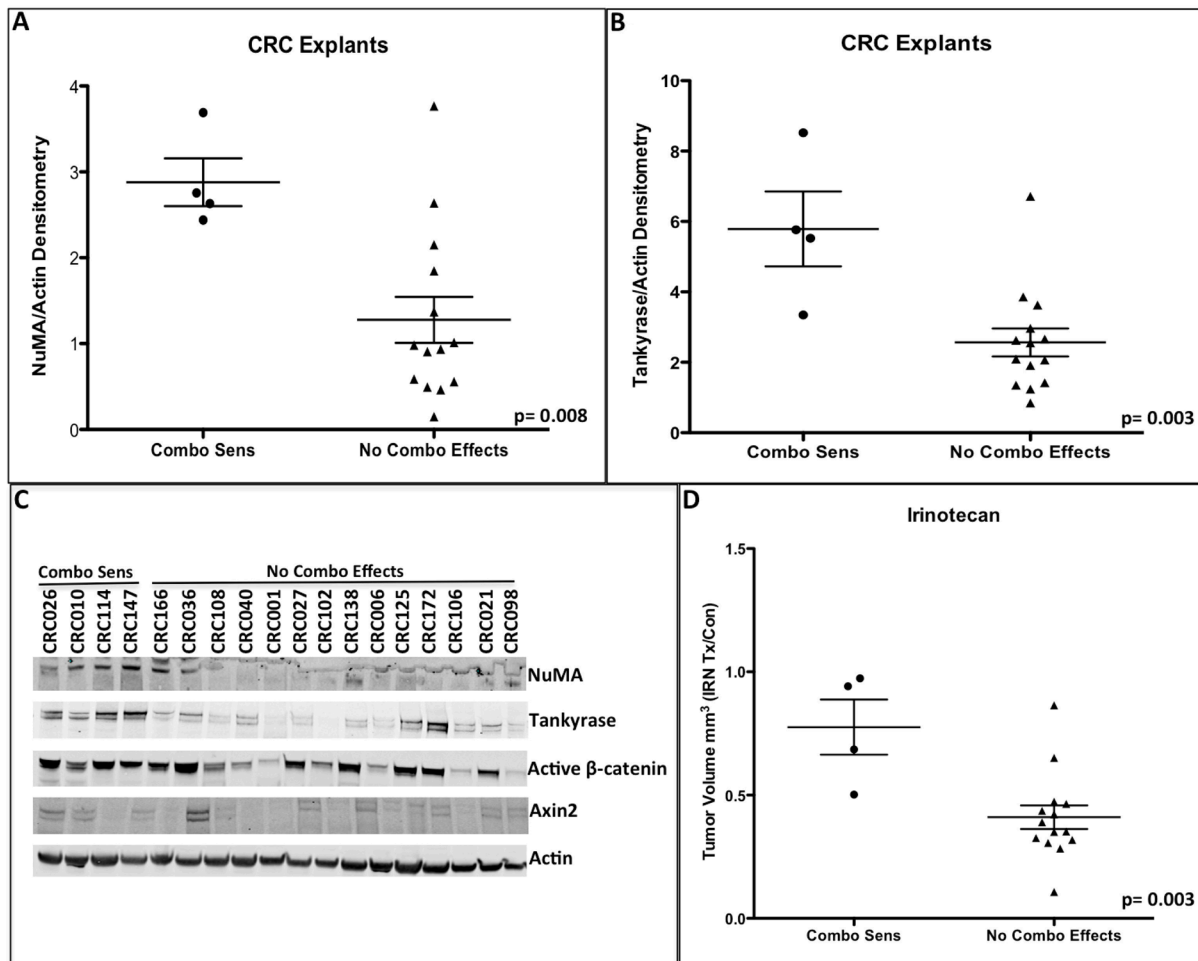 A
CRC Explants
NuMA/Actin Densitometry
4
3
2
1
0
Combo Sens
No Combo Effects
p= 0.008
B
CRC Explants
Tankyrase/Actin Densitometry
10
8
6
4
2
0
Combo Sens
No Combo Effects
p= 0.003
C
Combo Sens
No Combo Effects
CRC026
CRC010
CRC114
CRC147
CRC166
CRC036
CRC108
CRC040
CRC001
CRC027
CRC102
CRC138
CRC006
CRC125
CRC172
CRC106
CRC021
CRC098
NuMA
Tankyrase
Active β-catenin
Axin2
Actin
D
Irinotecan
Tumor Volume mm³ (IRN Tx/Con)
1.5
1.0
0.5
0.0
Combo Sens
No Combo Effects
p= 0.003